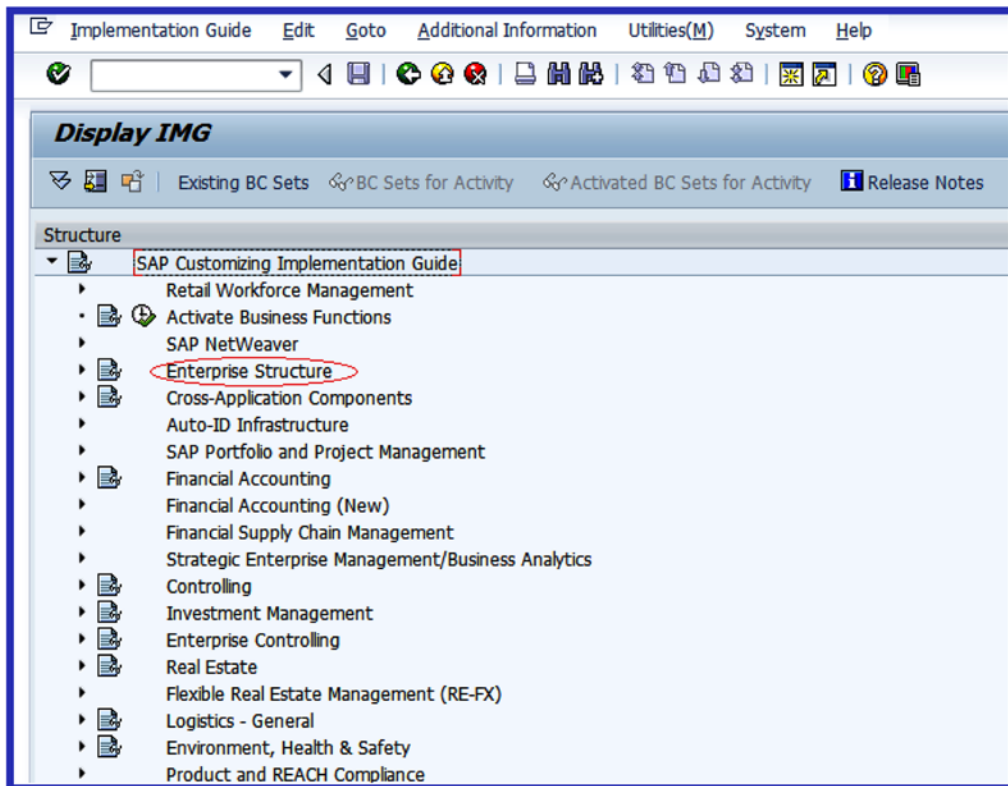 Implementation Guide Edit Goto Additional Information Utilities(M) System Help
Display IMG
Existing BC Sets BC Sets for Activity Activated BC Sets for Activity Release Notes
Structure
SAP Customizing Implementation Guide
Retail Workforce Management
Activate Business Functions
SAP NetWeaver
Enterprise Structure
Cross-Application Components
Auto-ID Infrastructure
SAP Portfolio and Project Management
Financial Accounting
Financial Accounting (New)
Financial Supply Chain Management
Strategic Enterprise Management/Business Analytics
Controlling
Investment Management
Enterprise Controlling
Real Estate
Flexible Real Estate Management (RE-FX)
Logistics - General
Environment, Health & Safety
Product and REACH Compliance